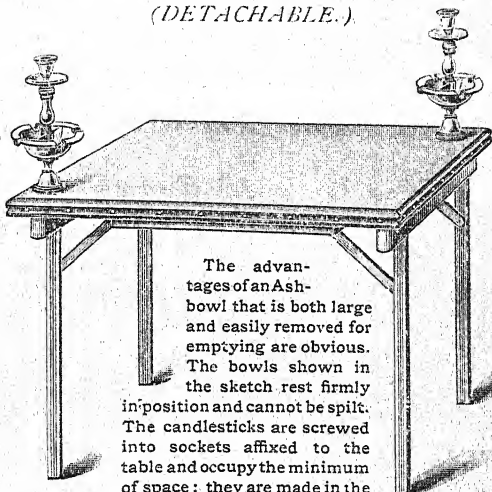 (DETACHABLE.)
The advan-
tages of an Ash-
bowl that is both large
and easily removed for
emptying are obvious.
The bowls shown in
the sketch rest firmly
in position and cannot be spilt.
The candlesticks are screwed
into sockets affixed to the
table and occupy the minimum
of space; they are made in the